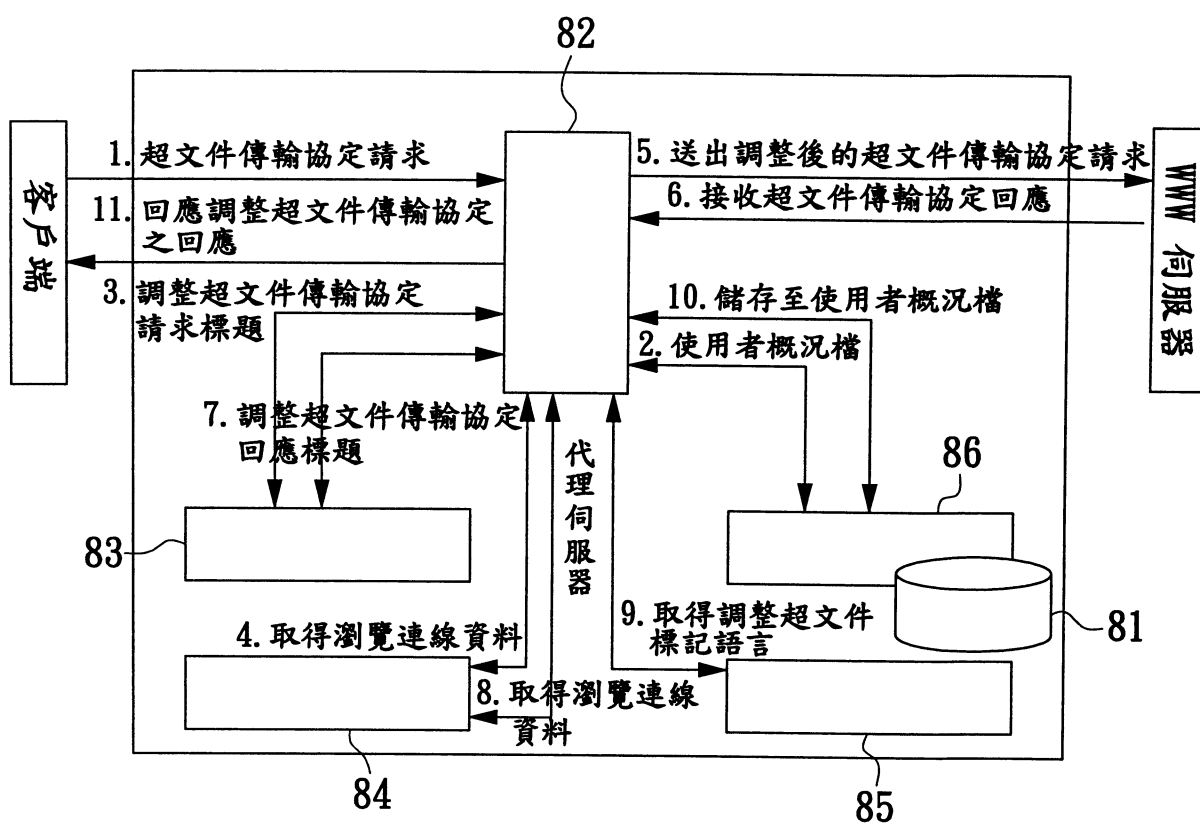 82
1. 超文件傳輸協定請求
5. 送出調整後的超文件傳輸協定請求
客戶端
WWW 伺服器
11. 回應調整超文件傳輸協定
之回應
6. 接收超文件傳輸協定回應
3. 調整超文件傳輸協定
請求標題
10. 儲存至使用者概況檔
2. 使用者概況檔
7. 調整超文件傳輸協定
回應標題
代理伺服器
86
83
81
4. 取得瀏覽連線資料
9. 取得調整超文件
標記語言
8. 取得瀏覽連線
資料
84
85